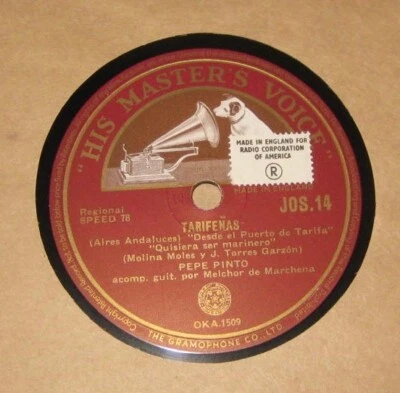 "HIS MASTER'S VOICE"
MADE IN ENGLAND FOR
RADIO CORPORATION
OF AMERICA
R
Regional
SPEED 78
JOS.14
TARIFEÑAS
(Aires Andaluces) "Desde el Puerto de Tarifa"
"Quisiera ser marinero"
(Molina Moles y J. Torres Garzón)
PEPE PINTO
acomp. guit. por Melchor de Marchena
OKA.1509
THE GRAMOPHONE CO., LTD.